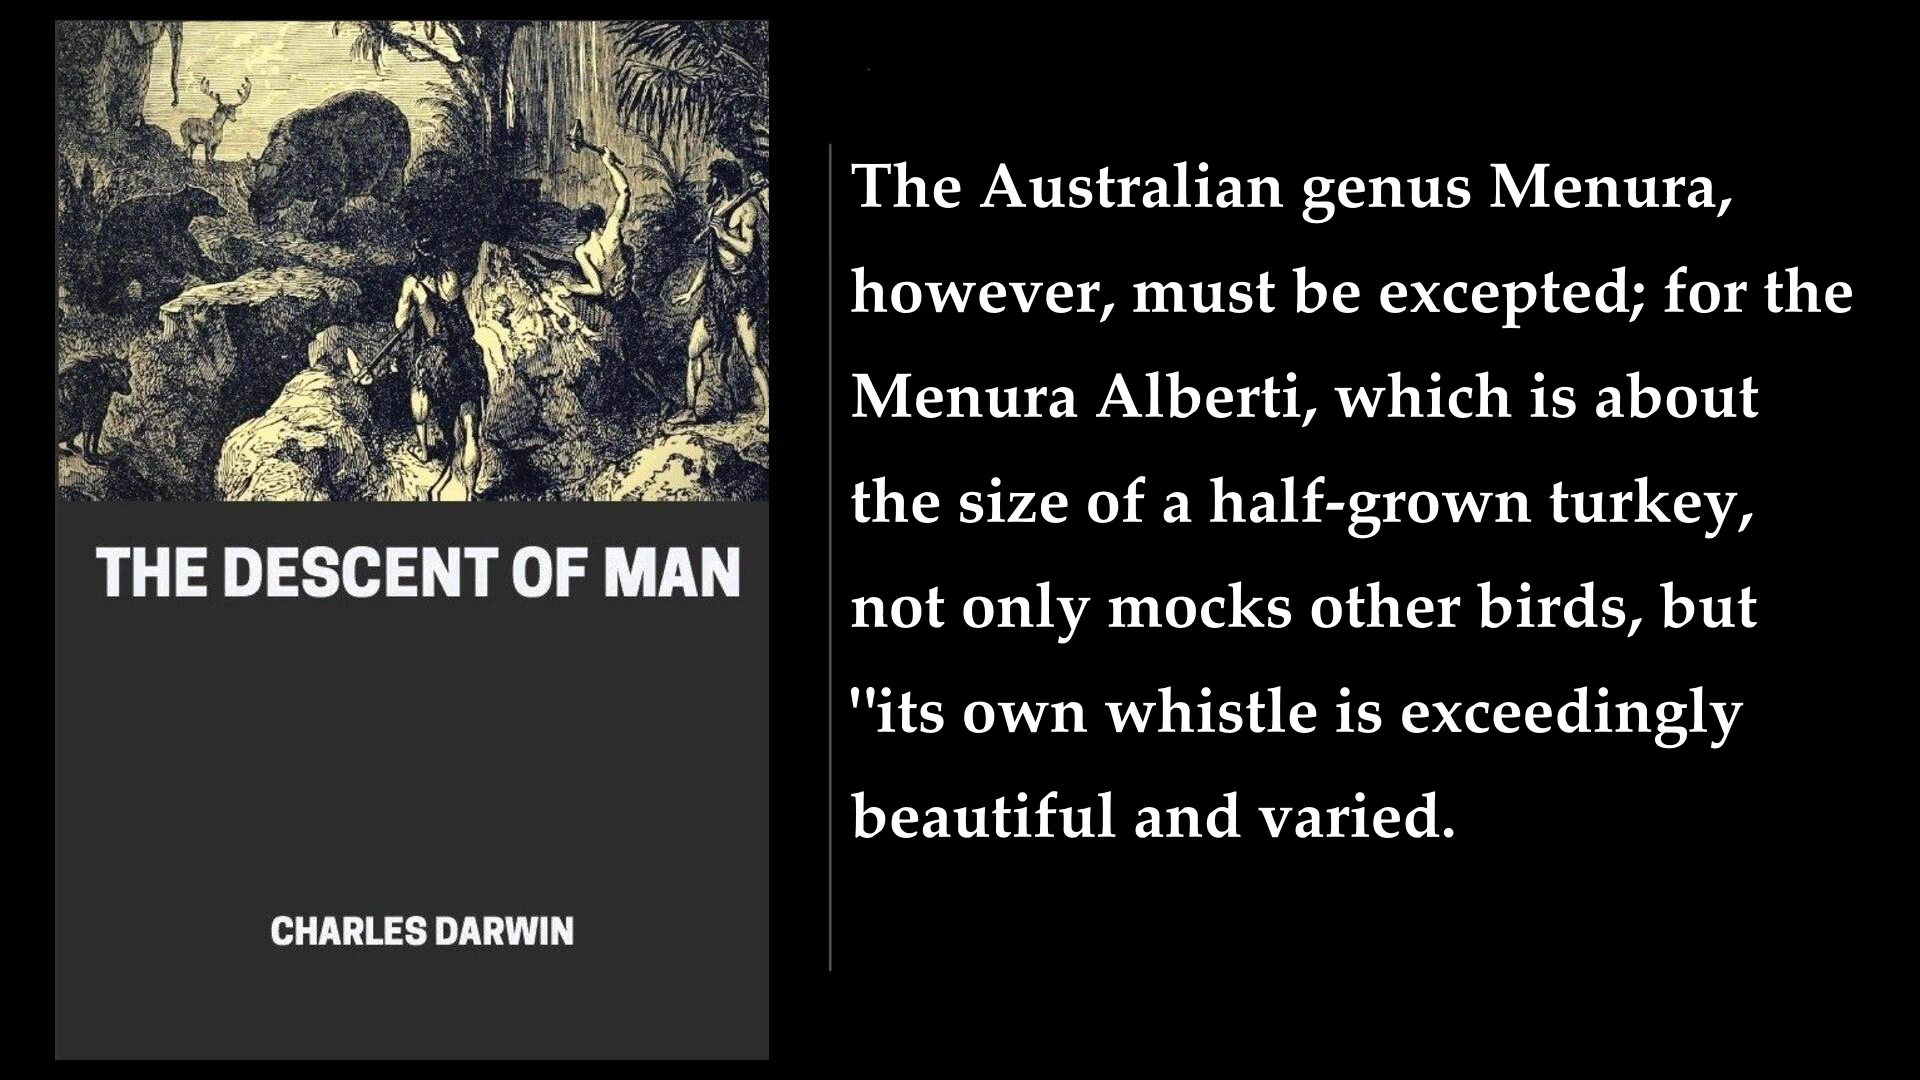 THE DESCENT OF MAN
CHARLES DARWIN
The Australian genus Menura,
however, must be excepted; for the
Menura Alberti, which is about
the size of a half-grown turkey,
not only mocks other birds, but
"its own whistle is exceedingly
beautiful and varied.